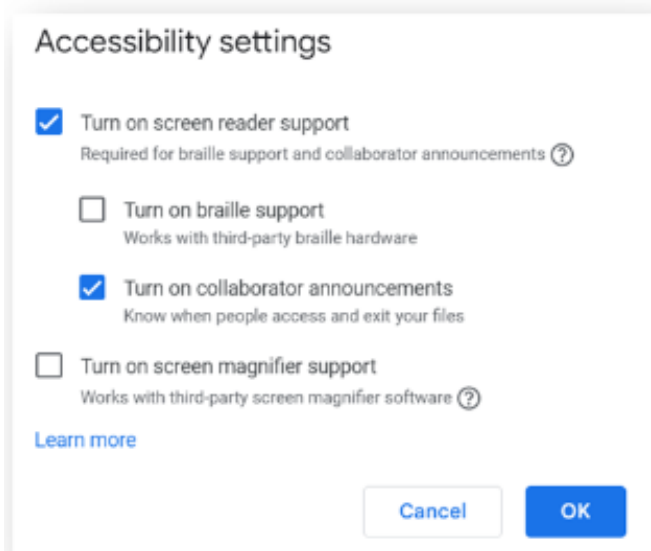 Accessibility settings
Turn on screen reader support
Required for braille support and collaborator announcements
Turn on braille support
Works with third-party braille hardware
Turn on collaborator announcements
Know when people access and exit your files
Turn on screen magnifier support
Works with third-party screen magnifier software
Learn more
Cancel OK